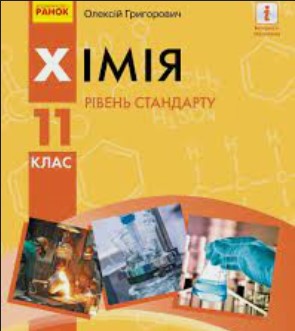 РАНОК
Олексій Григорович
ХІМІЯ
РІВЕНЬ СТАНДАРТУ
11
КЛАС